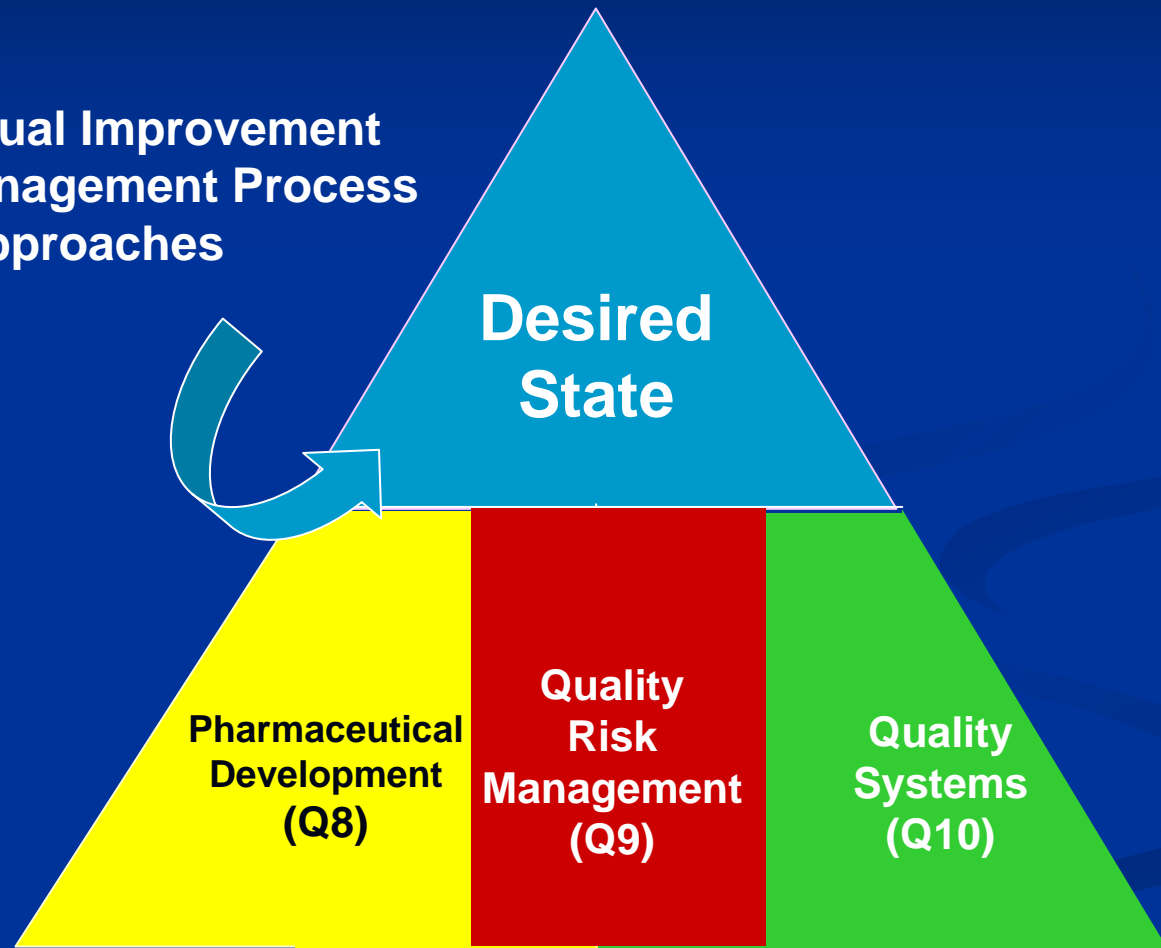 ual Improvement
nagement Process
pproaches
Desired
State
Pharmaceutical
Development
(Q8)
Quality
Risk
Management
(Q9)
Quality
Systems
(Q10)